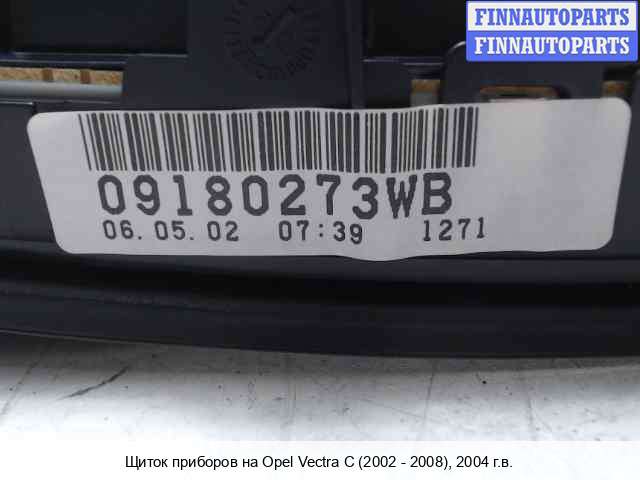 FINNAUTOPARTS
FINNAUTOPARTS
09180273WB
06.05.02 07:39 1271
Щиток приборов на Opel Vectra C (2002 - 2008), 2004 г.в.